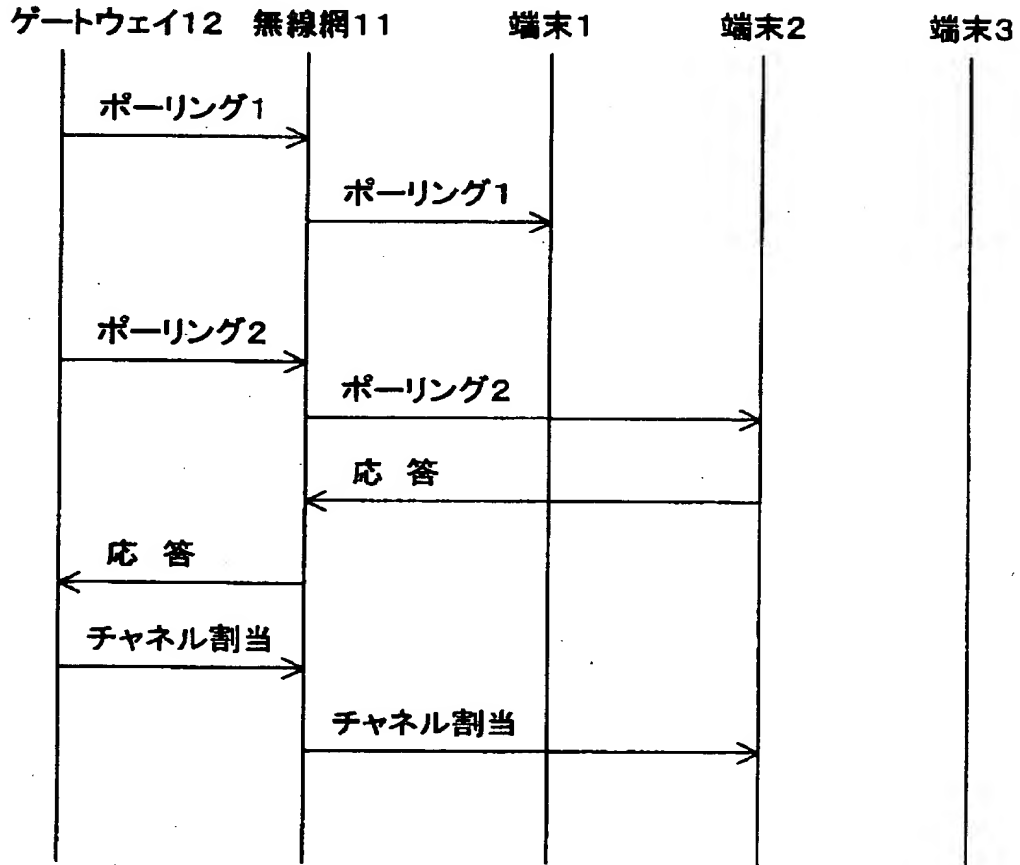 ゲートウェイ12 無線網11 端末1 端末2 端末3
ポーリング1
ポーリング1
ポーリング2
ポーリング2
応 答
応 答
チャネル割当
チャネル割当